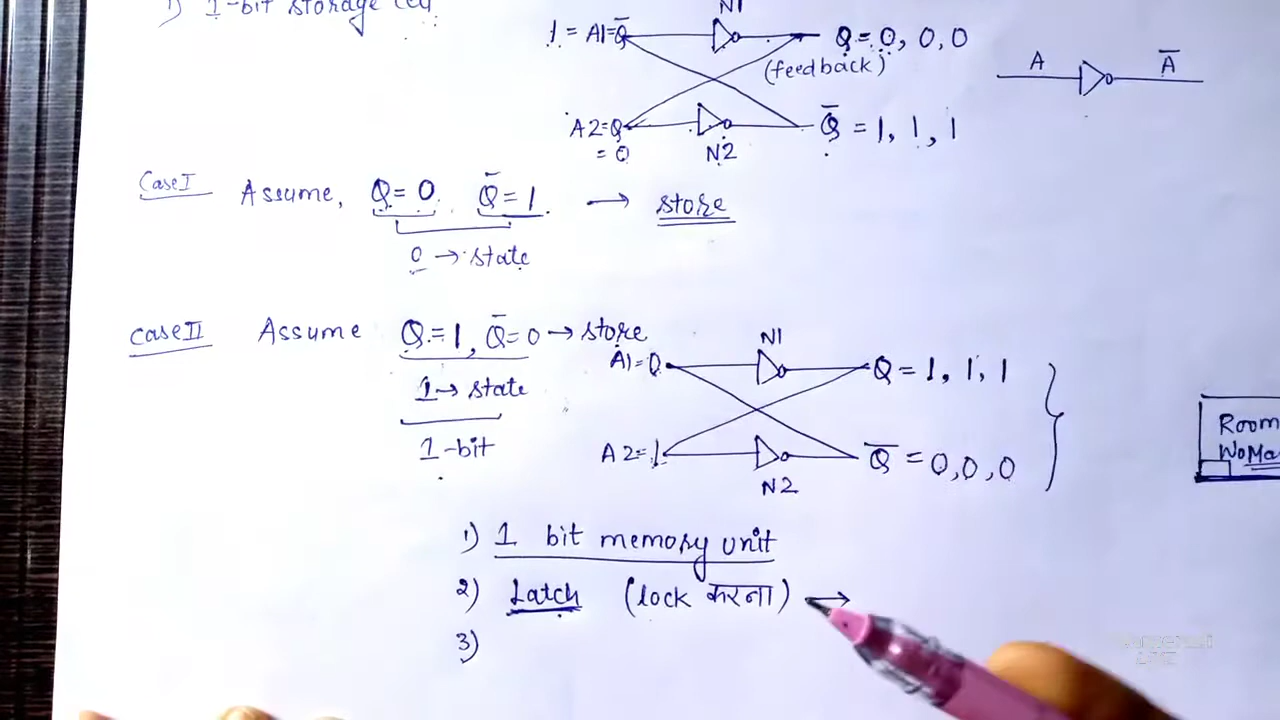 1) 1-bit storage cell
N1
1 = A1=Q̅ Q = 0, 0, 0
(feedback)
A A̅
A2=Q Q̅ = 1, 1, 1
= 0 N2
Case I Assume, Q = 0 Q̅ = 1 → store
0 → state
Case II Assume Q = 1, Q̅ = 0 → store
N1
A1=0 Q = 1, 1, 1
1 → state
1-bit
A2=1 Q̅ = 0,0,0
N2
Room
1) 1 bit memory unit
2) Latch (lock करना) →
3)